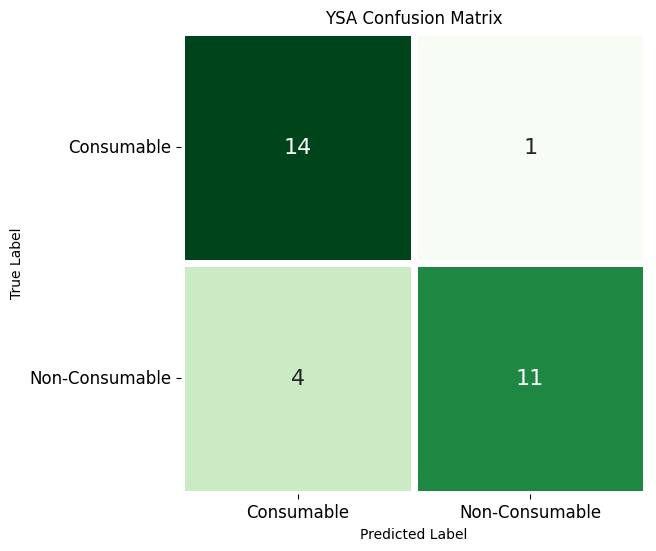 YSA Confusion Matrix
True Label
Consumable
14
1
Non-Consumable
4
11
Consumable
Non-Consumable
Predicted Label